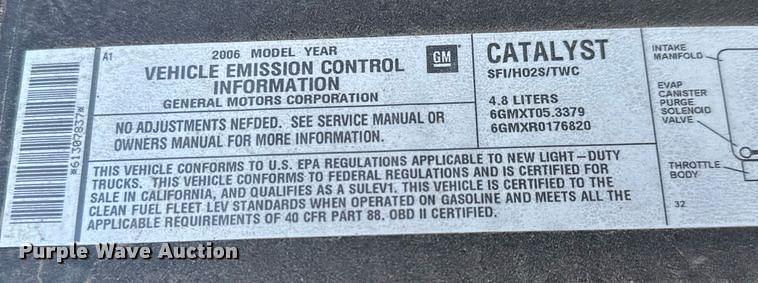 *61307837*
A1
2006 MODEL YEAR
VEHICLE EMISSION CONTROL
INFORMATION
GENERAL MOTORS CORPORATION
GM
NO ADJUSTMENTS NEEDED. SEE SERVICE MANUAL OR
OWNERS MANUAL FOR MORE INFORMATION.
CATALYST
SFI/HO2S/TWC
4.8 LITERS
6GMXT05.3379
6GMXR0176820
THIS VEHICLE CONFORMS TO U.S. EPA REGULATIONS APPLICABLE TO NEW LIGHT-DUTY
TRUCKS. THIS VEHICLE CONFORMS TO FEDERAL REGULATIONS AND IS CERTIFIED FOR
SALE IN CALIFORNIA, AND QUALIFIES AS A SULEV1. THIS VEHICLE IS CERTIFIED TO THE
CLEAN FUEL FLEET LEV STANDARDS WHEN OPERATED ON GASOLINE AND MEETS ALL THE
APPLICABLE REQUIREMENTS OF 40 CFR PART 88. OBD II CERTIFIED.
INTAKE
MANIFOLD
EVAP
CANISTER
PURGE
SOLENOID
VALVE
THROTTLE
BODY
32
Purple Wave Auction